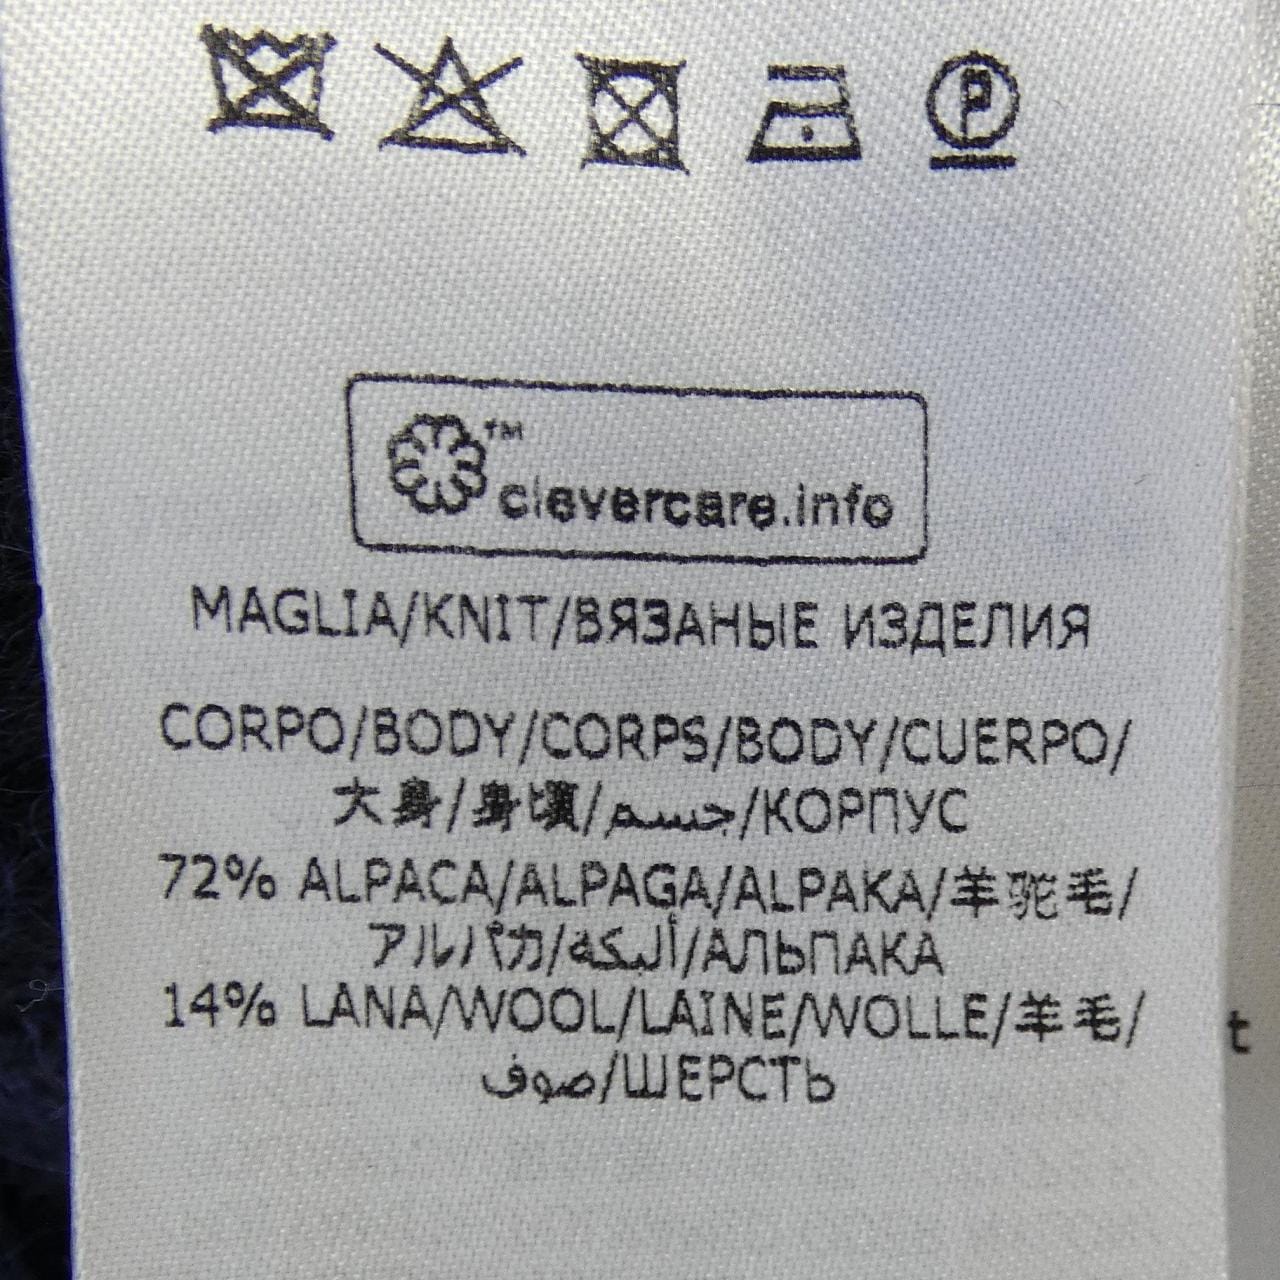 P
™
clevercare.info
MAGLIA/KNIT/ВЯЗАНЫЕ ИЗДЕЛИЯ
CORPO/BODY/CORPS/BODY/CUERPO/
大身/身頃/جسم/КОРПУС
72% ALPACA/ALPAGA/ALPAKA/羊驼毛/
アルパカ/ألبكة/АЛЬПАКА
14% LANA/WOOL/LAINE/WOLLE/羊毛/
صوف/ШЕРСТЬ
t